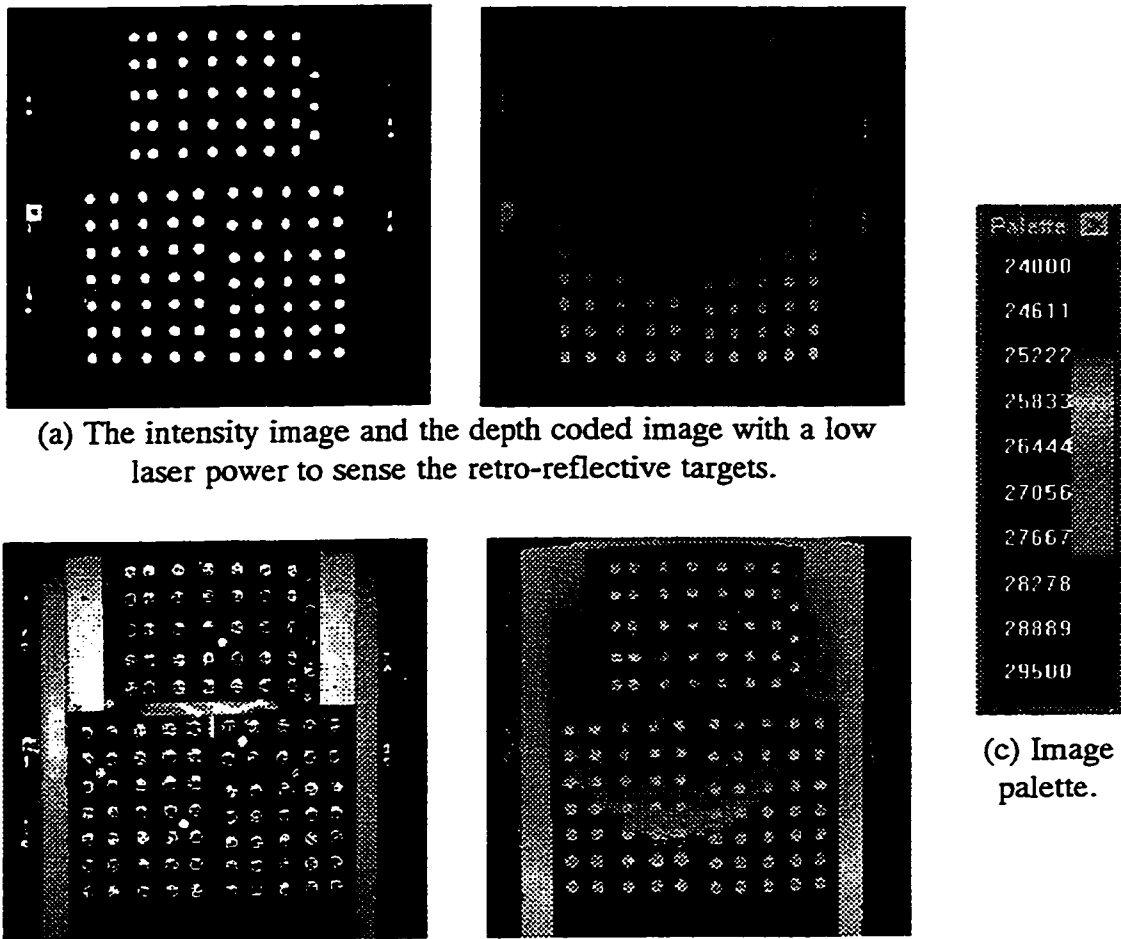 (a) The intensity image and the depth coded image with a low
laser power to sense the retro-reflective targets.
Palette
24000
24611
25222
25833
26444
27056
27667
28278
28889
29500
(c) Image
palette.